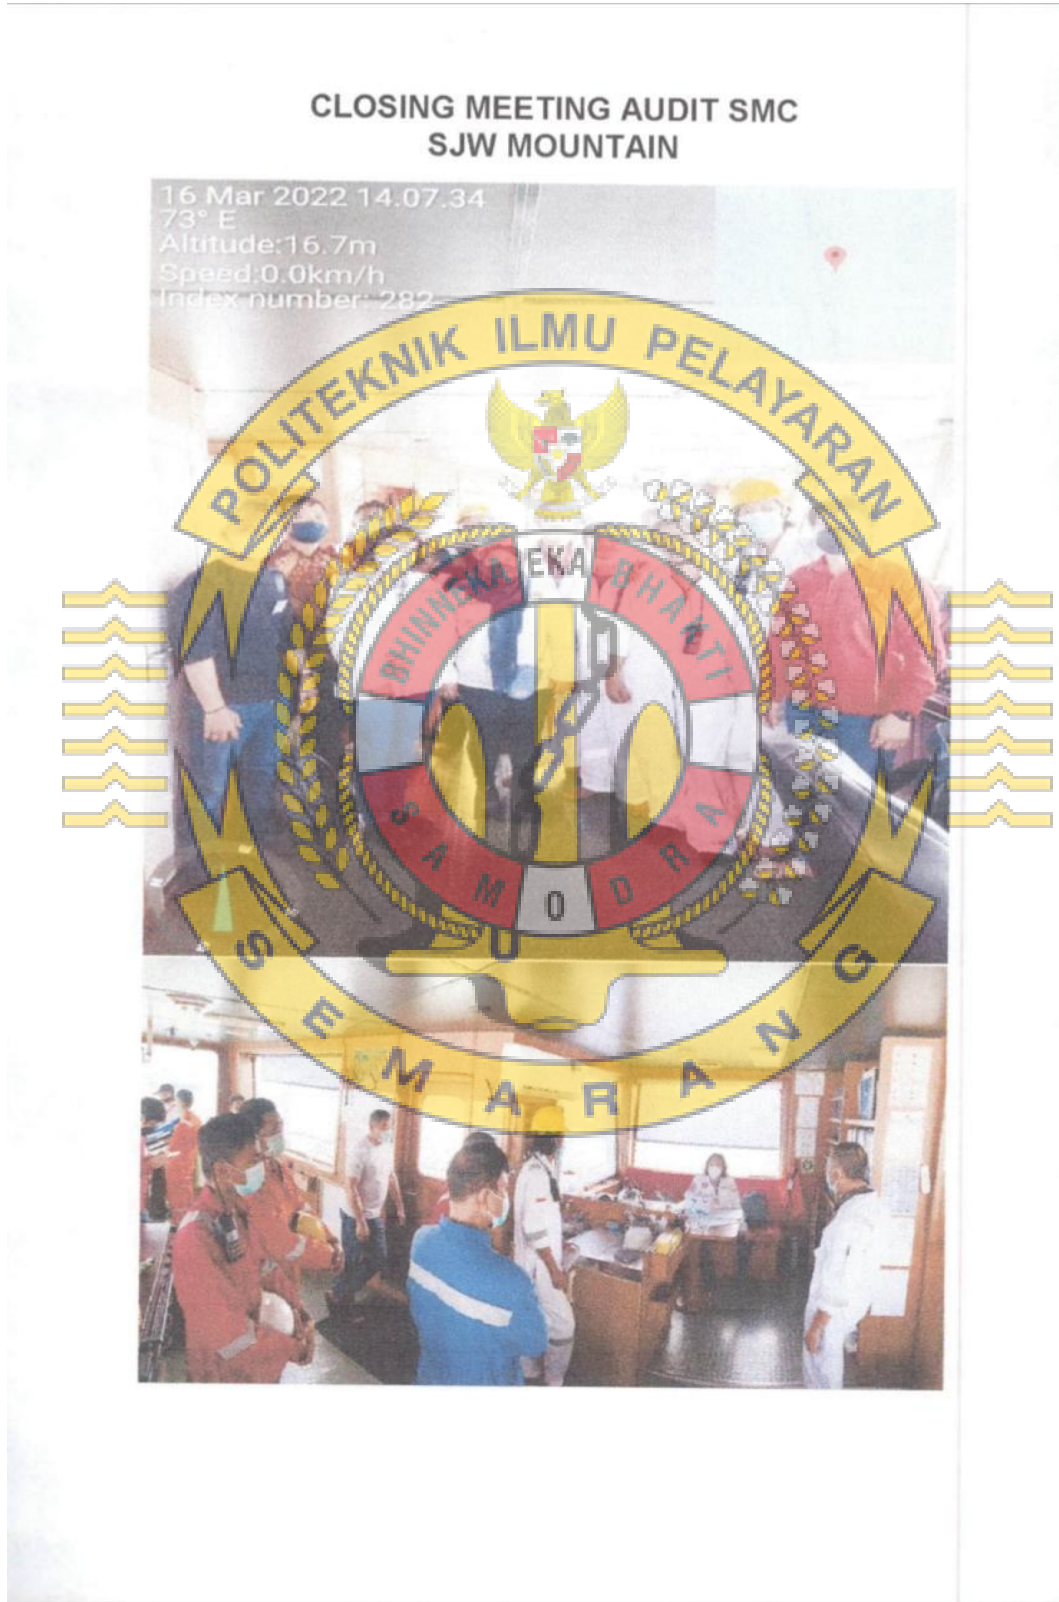 CLOSING MEETING AUDIT SMC
SJW MOUNTAIN
16 Mar 2022 14.07.34
73° E
Altitude:16.7m
Speed:0.0km/h
Index number: 282
POLITEKNIK ILMU PELAYARAN
BHINNEKA EKA BHAKTI
SAMODRA
SEMARANG